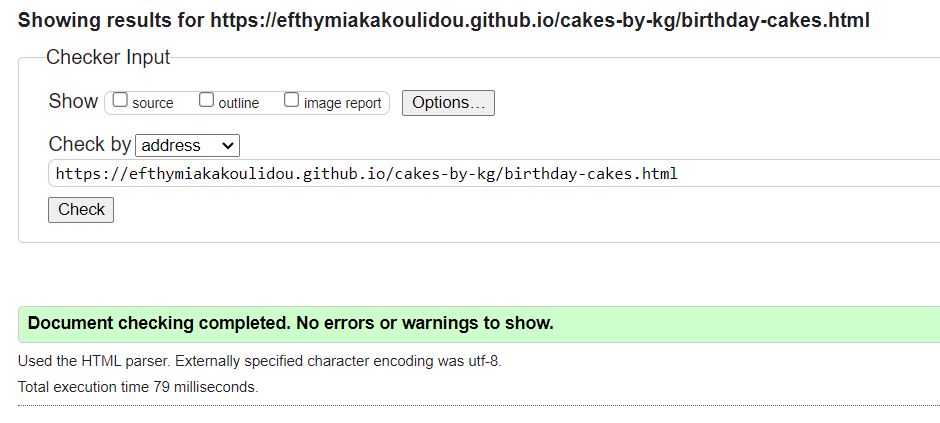 Showing results for https://efthymiakakoulidou.github.io/cakes-by-kg/birthday-cakes.html
Checker Input
Show source outline image report Options...
Check by address
https://efthymiakakoulidou.github.io/cakes-by-kg/birthday-cakes.html
Check
Document checking completed. No errors or warnings to show.
Used the HTML parser. Externally specified character encoding was utf-8.
Total execution time 79 milliseconds.